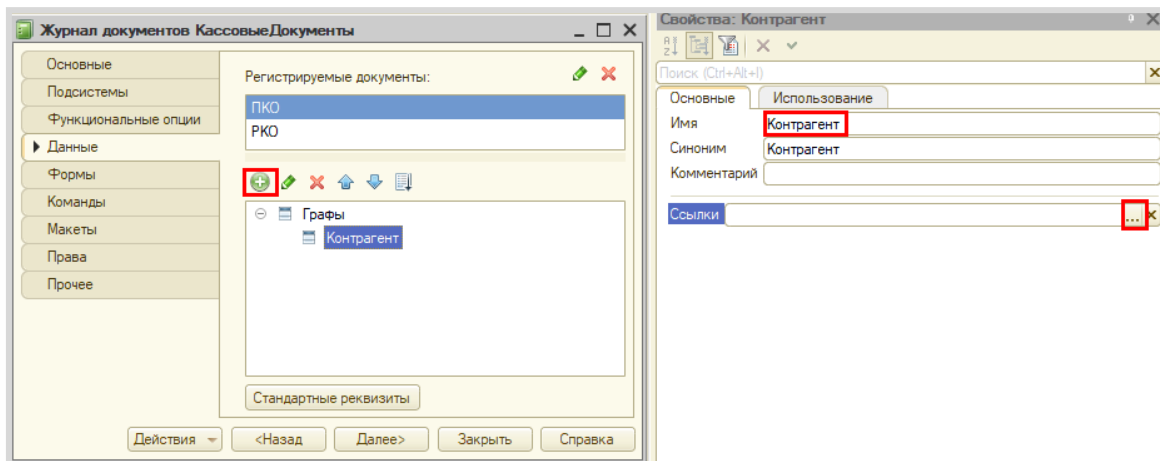 Журнал документов КассовыеДокументы
Основные
Подсистемы
Функциональные опции
Данные
Формы
Команды
Макеты
Права
Прочее
Регистрируемые документы:
ПКО
РКО
Графы
Контрагент
Стандартные реквизиты
Действия
<Назад
Далее>
Закрыть
Справка
Свойства: Контрагент
Поиск (Ctrl+Alt+I)
Основные
Использование
Имя Контрагент
Синоним Контрагент
Комментарий
Ссылки ...